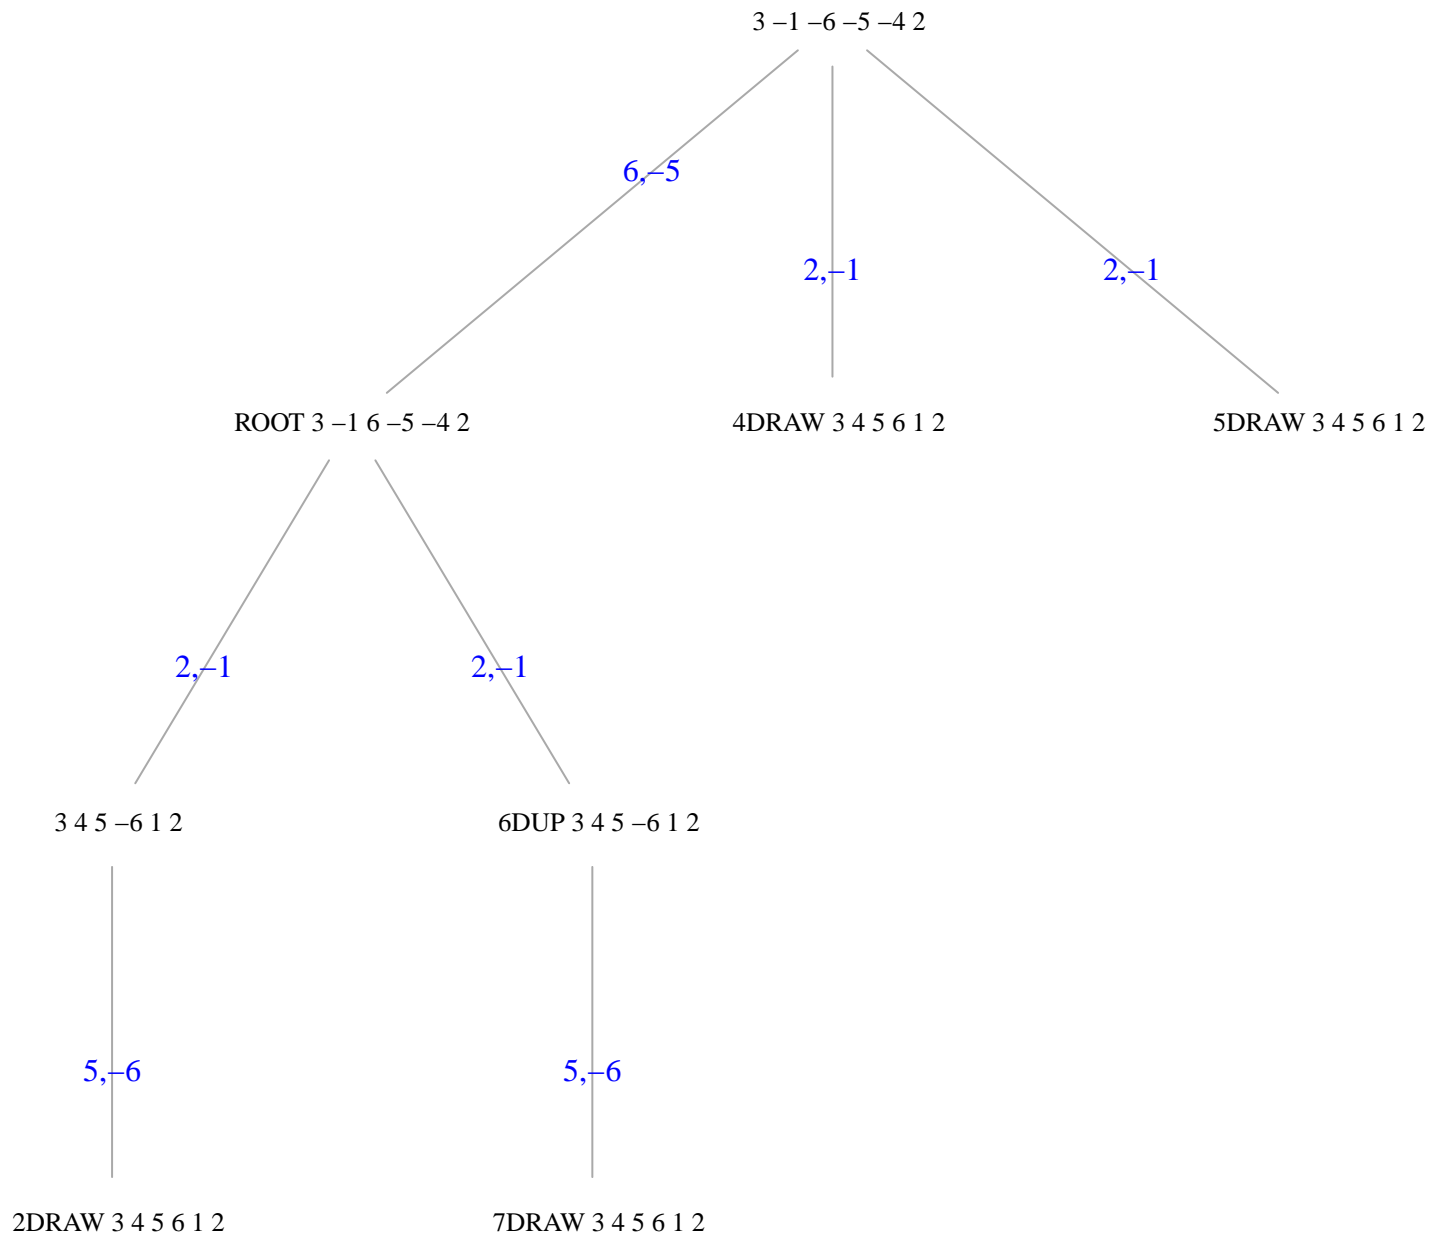 3 –1 –6 –5 –4 2
6,–5
2,–1
2,–1
ROOT 3 –1 6 –5 –4 2
4DRAW 3 4 5 6 1 2
5DRAW 3 4 5 6 1 2
2,–1
2,–1
3 4 5 –6 1 2
6DUP 3 4 5 –6 1 2
5,–6
5,–6
2DRAW 3 4 5 6 1 2
7DRAW 3 4 5 6 1 2